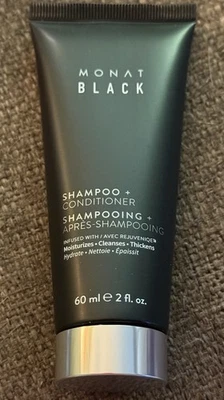 MONAT
BLACK
SHAMPOO +
CONDITIONER
SHAMPOOING +
APRÈS-SHAMPOOING
INFUSED WITH / AVEC REJUVENIQE
Moisturizes • Cleanses • Thickens
Hydrate • Nettoie • Épaissit
60 ml e 2 fl. oz.